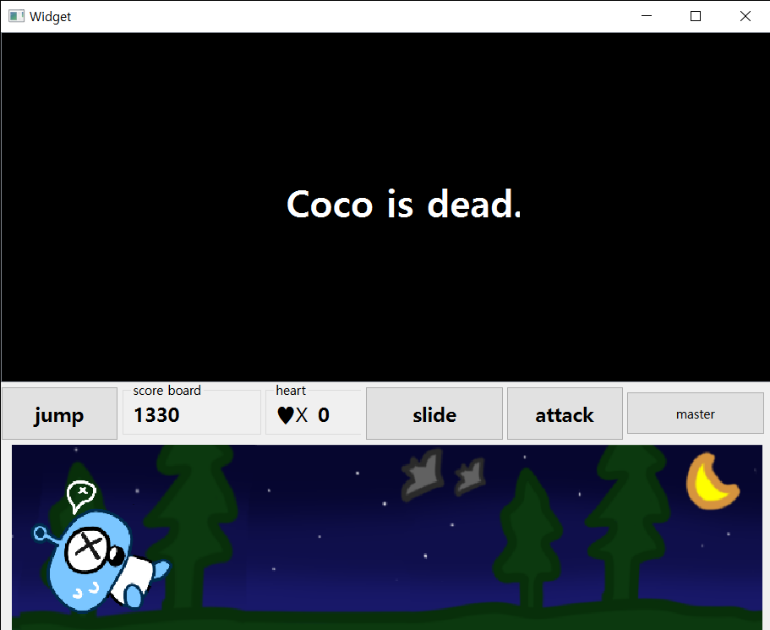 Widget
Coco is dead.
jump
score board
1330
heart
♥X 0
slide
attack
master